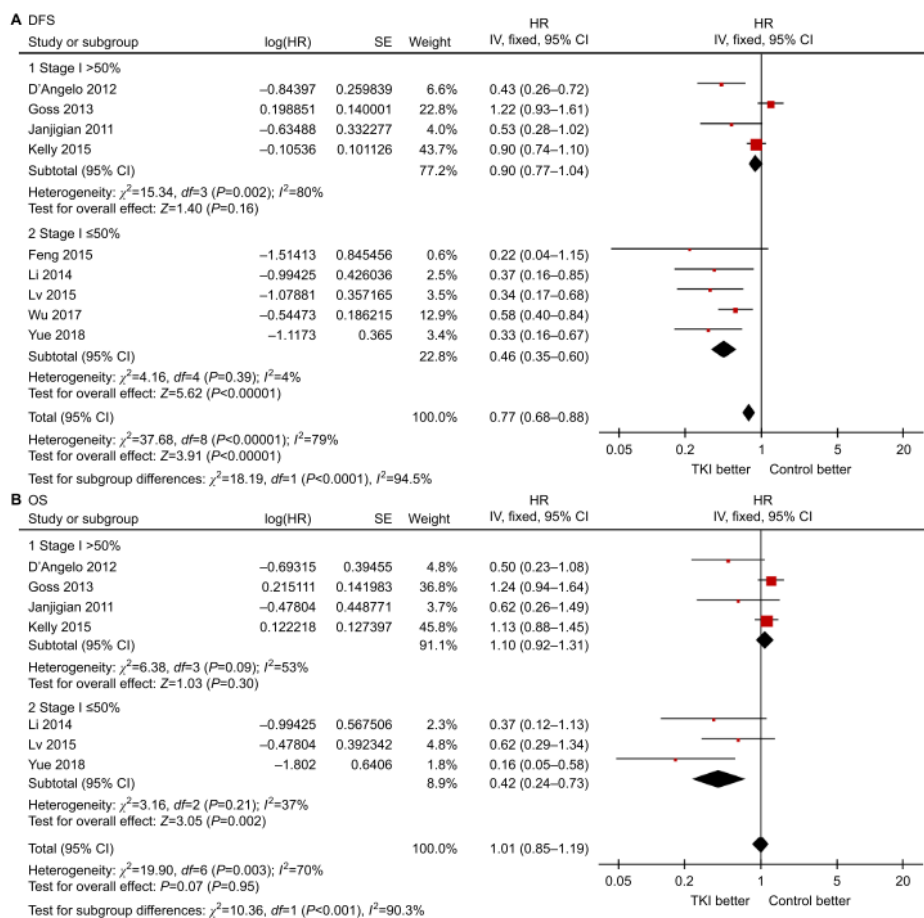 A DFS
HR HR
Study or subgroup log(HR) SE Weight IV, fixed, 95% CI IV, fixed, 95% CI
1 Stage I >50%
D'Angelo 2012 –0.84397 0.259839 6.6% 0.43 (0.26–0.72)
Goss 2013 0.198851 0.140001 22.8% 1.22 (0.93–1.61)
Janjigian 2011 –0.63488 0.332277 4.0% 0.53 (0.28–1.02)
Kelly 2015 –0.10536 0.101126 43.7% 0.90 (0.74–1.10)
Subtotal (95% CI) 77.2% 0.90 (0.77–1.04)
Heterogeneity: χ²=15.34, df=3 (P=0.002); I²=80%
Test for overall effect: Z=1.40 (P=0.16)
2 Stage I ≤50%
Feng 2015 –1.51413 0.845456 0.6% 0.22 (0.04–1.15)
Li 2014 –0.99425 0.426036 2.5% 0.37 (0.16–0.85)
Lv 2015 –1.07881 0.357165 3.5% 0.34 (0.17–0.68)
Wu 2017 –0.54473 0.186215 12.9% 0.58 (0.40–0.84)
Yue 2018 –1.1173 0.365 3.4% 0.33 (0.16–0.67)
Subtotal (95% CI) 22.8% 0.46 (0.35–0.60)
Heterogeneity: χ²=4.16, df=4 (P=0.39); I²=4%
Test for overall effect: Z=5.62 (P<0.00001)
Total (95% CI) 100.0% 0.77 (0.68–0.88)
Heterogeneity: χ²=37.68, df=8 (P<0.00001); I²=79%
Test for overall effect: Z=3.91 (P<0.00001)
Test for subgroup differences: χ²=18.19, df=1 (P<0.0001), I²=94.5%
0.05 0.2 1 5 20
TKI better Control better
B OS
HR HR
Study or subgroup log(HR) SE Weight IV, fixed, 95% CI IV, fixed, 95% CI
1 Stage I >50%
D'Angelo 2012 –0.69315 0.39455 4.8% 0.50 (0.23–1.08)
Goss 2013 0.215111 0.141983 36.8% 1.24 (0.94–1.64)
Janjigian 2011 –0.47804 0.448771 3.7% 0.62 (0.26–1.49)
Kelly 2015 0.122218 0.127397 45.8% 1.13 (0.88–1.45)
Subtotal (95% CI) 91.1% 1.10 (0.92–1.31)
Heterogeneity: χ²=6.38, df=3 (P=0.09); I²=53%
Test for overall effect: Z=1.03 (P=0.30)
2 Stage I ≤50%
Li 2014 –0.99425 0.567506 2.3% 0.37 (0.12–1.13)
Lv 2015 –0.47804 0.392342 4.8% 0.62 (0.29–1.34)
Yue 2018 –1.802 0.6406 1.8% 0.16 (0.05–0.58)
Subtotal (95% CI) 8.9% 0.42 (0.24–0.73)
Heterogeneity: χ²=3.16, df=2 (P=0.21); I²=37%
Test for overall effect: Z=3.05 (P=0.002)
Total (95% CI) 100.0% 1.01 (0.85–1.19)
Heterogeneity: χ²=19.90, df=6 (P=0.003); I²=70%
Test for overall effect: P=0.07 (P=0.95)
Test for subgroup differences: χ²=10.36, df=1 (P<0.001), I²=90.3%
0.05 0.2 1 5 20
TKI better Control better